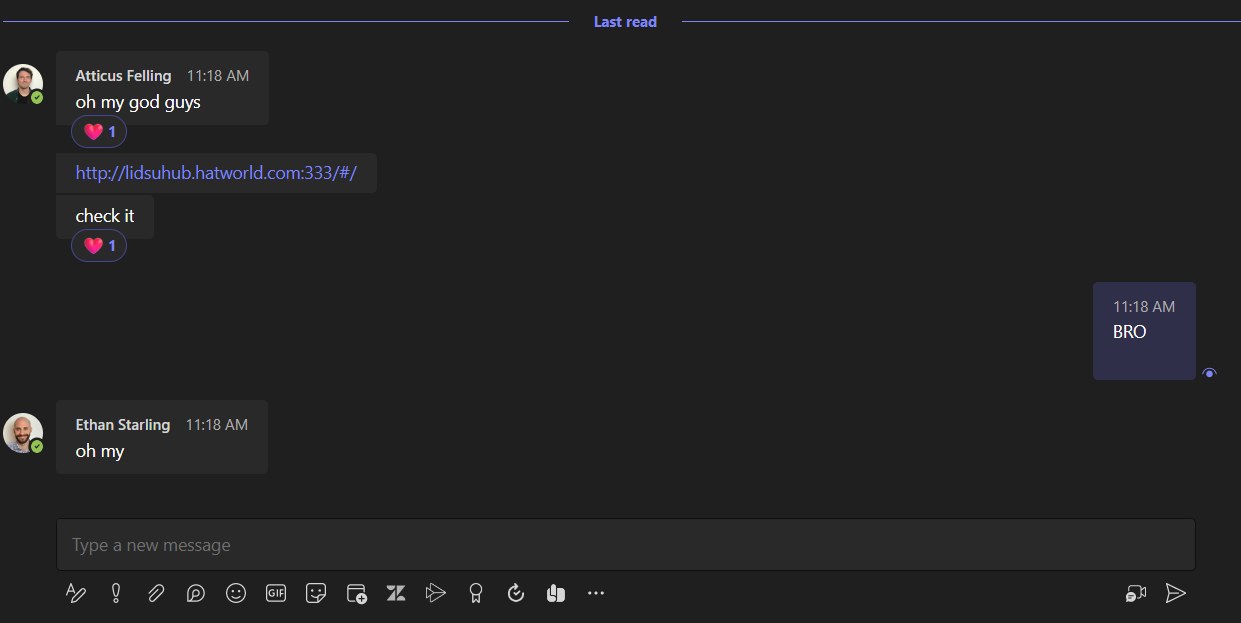 Last read
Atticus Felling 11:18 AM
oh my god guys
1
http://lidsuhub.hatworld.com:333/#/
check it
1
11:18 AM
BRO
Ethan Starling 11:18 AM
oh my
Type a new message
GIF